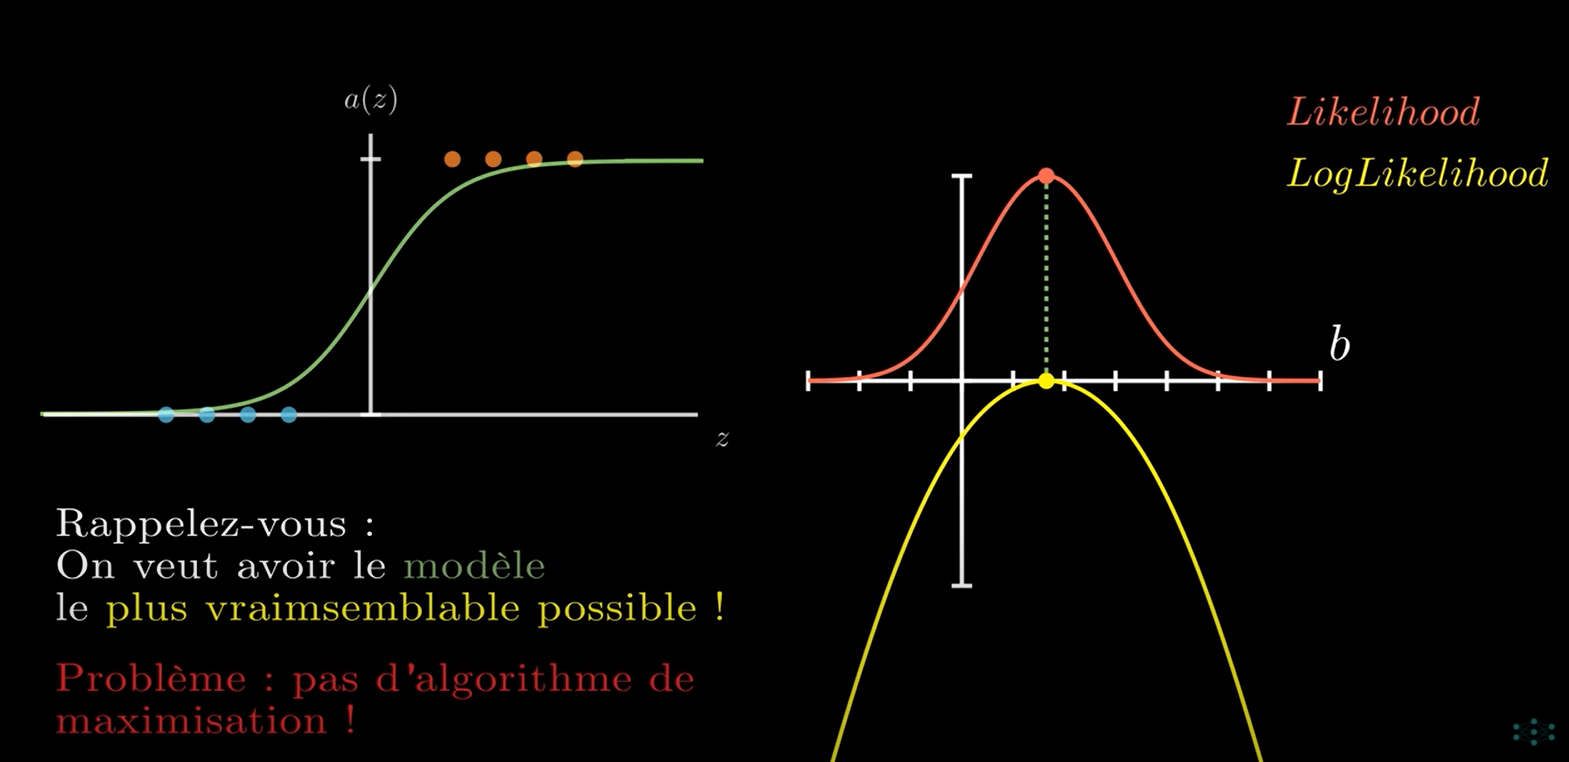 a(z)
z
Rappelez-vous :
On veut avoir le modèle
le plus vraimsemblable possible !
Problème : pas d'algorithme de
maximisation !
Likelihood
LogLikelihood
b